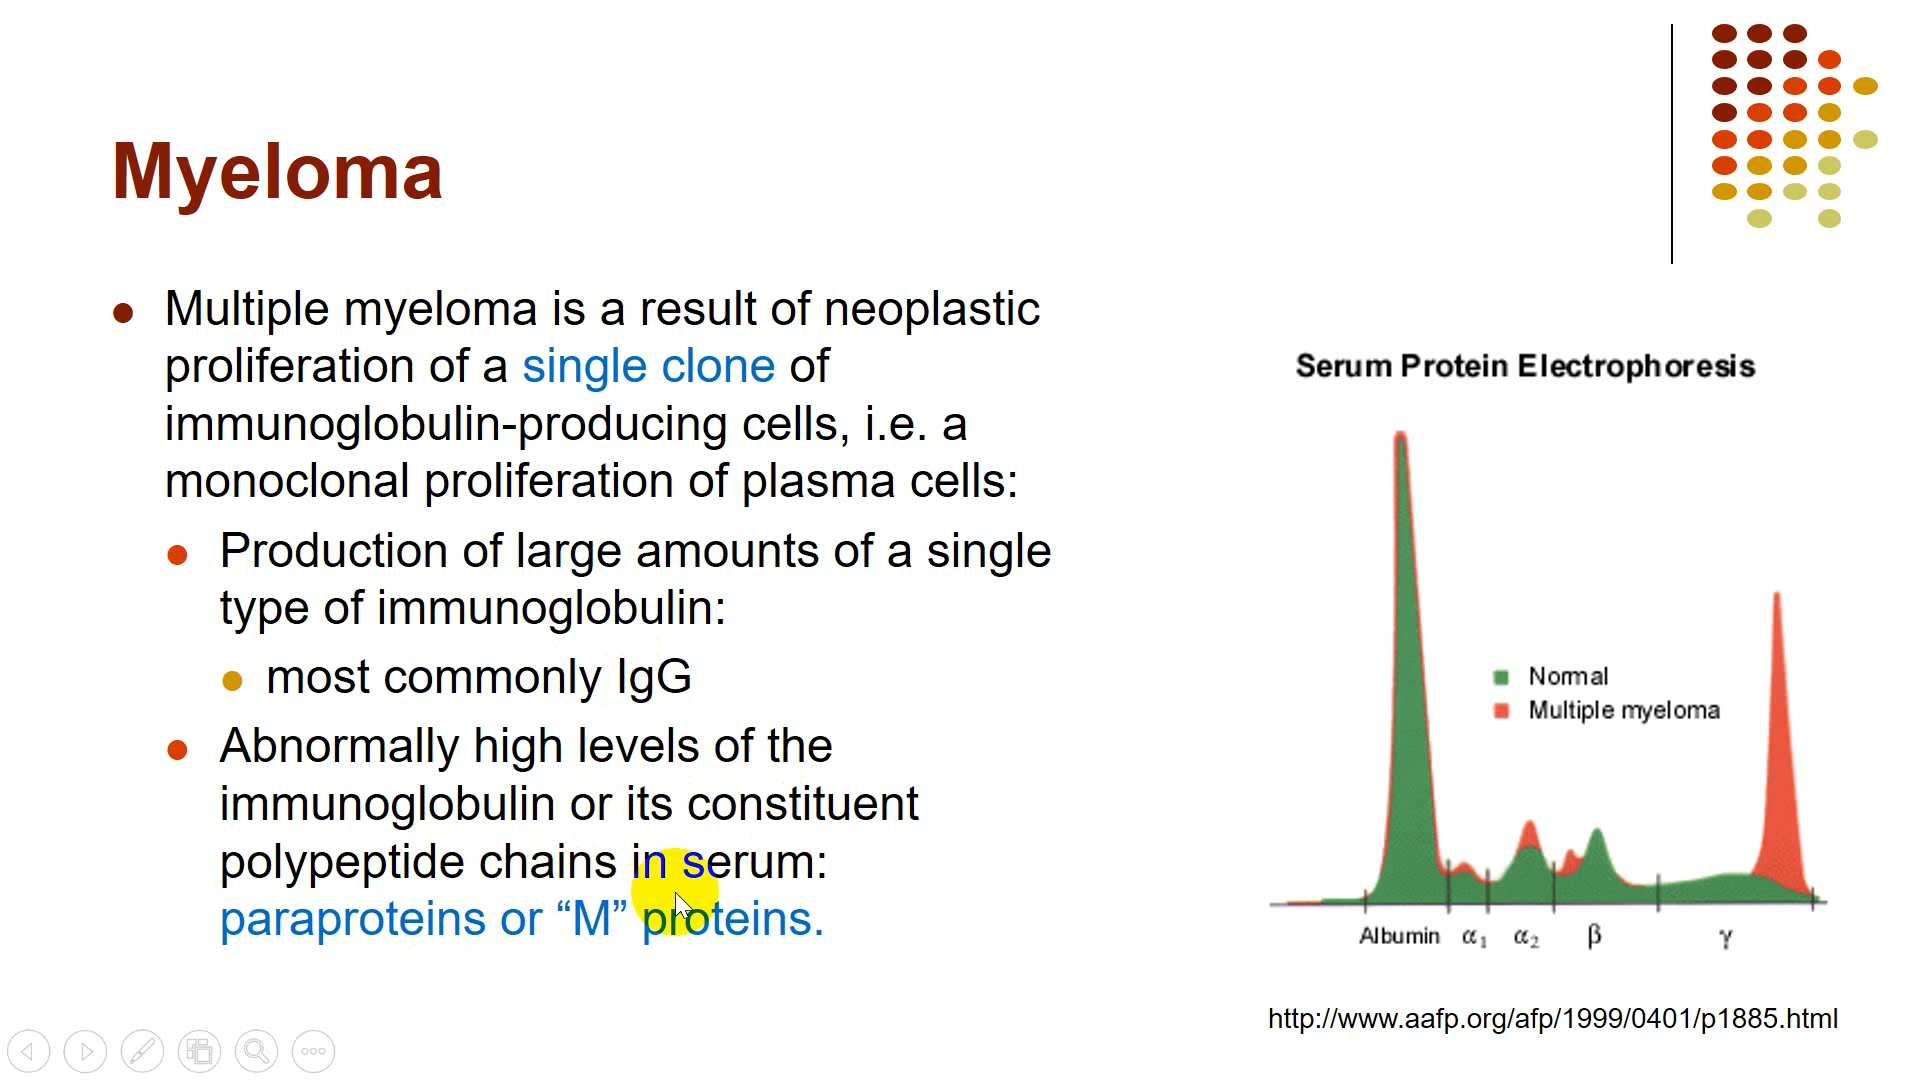 Myeloma
Multiple myeloma is a result of neoplastic
proliferation of a single clone of
immunoglobulin-producing cells, i.e. a
monoclonal proliferation of plasma cells:
Production of large amounts of a single
type of immunoglobulin:
most commonly IgG
Abnormally high levels of the
immunoglobulin or its constituent
polypeptide chains in serum:
paraproteins or “M” proteins.
Serum Protein Electrophoresis
Normal
Multiple myeloma
Albumin α₁ α₂ β γ
http://www.aafp.org/afp/1999/0401/p1885.html